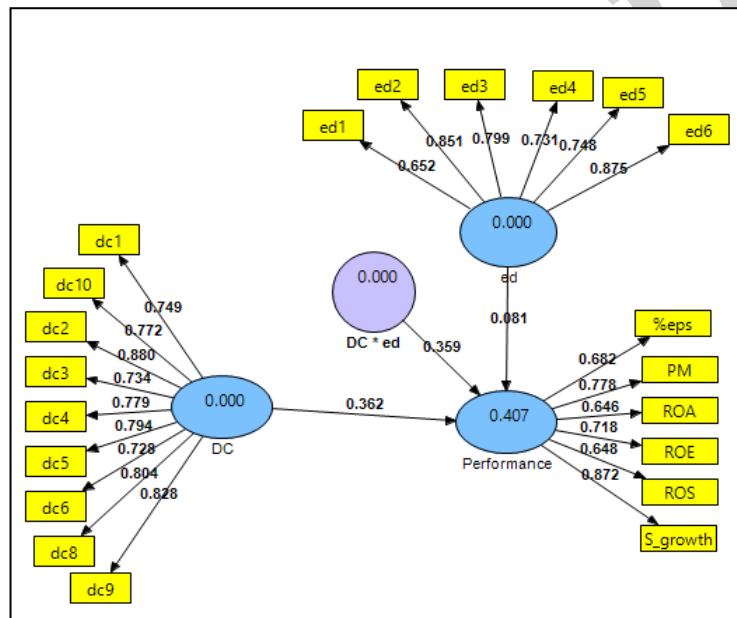 ed1
ed2
ed3
ed4
ed5
ed6
0.652
0.851
0.799
0.731
0.748
0.875
0.000
ed
0.081
0.000
DC * ed
0.359
dc1
dc10
dc2
dc3
dc4
dc5
dc6
dc8
dc9
0.749
0.772
0.880
0.734
0.779
0.794
0.728
0.804
0.828
0.000
DC
0.362
0.407
Performance
0.682
0.778
0.646
0.718
0.648
0.872
%eps
PM
ROA
ROE
ROS
S_growth